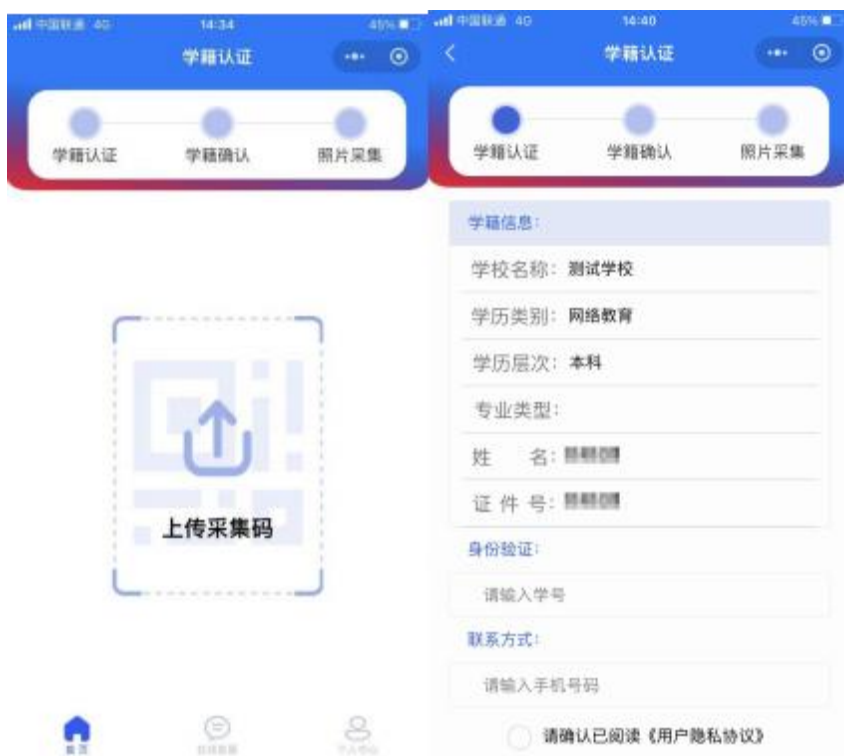 中国联通 4G 14:34 45%
学籍认证
学籍认证 学籍确认 照片采集
上传采集码
首页
中国联通 4G 14:40 45%
学籍认证
学籍认证 学籍确认 照片采集
学籍信息:
学校名称: 测试学校
学历类别: 网络教育
学历层次: 本科
专业类型:
姓 名:
证 件 号:
身份验证:
请输入学号
联系方式:
请输入手机号码
请确认已阅读《用户隐私协议》